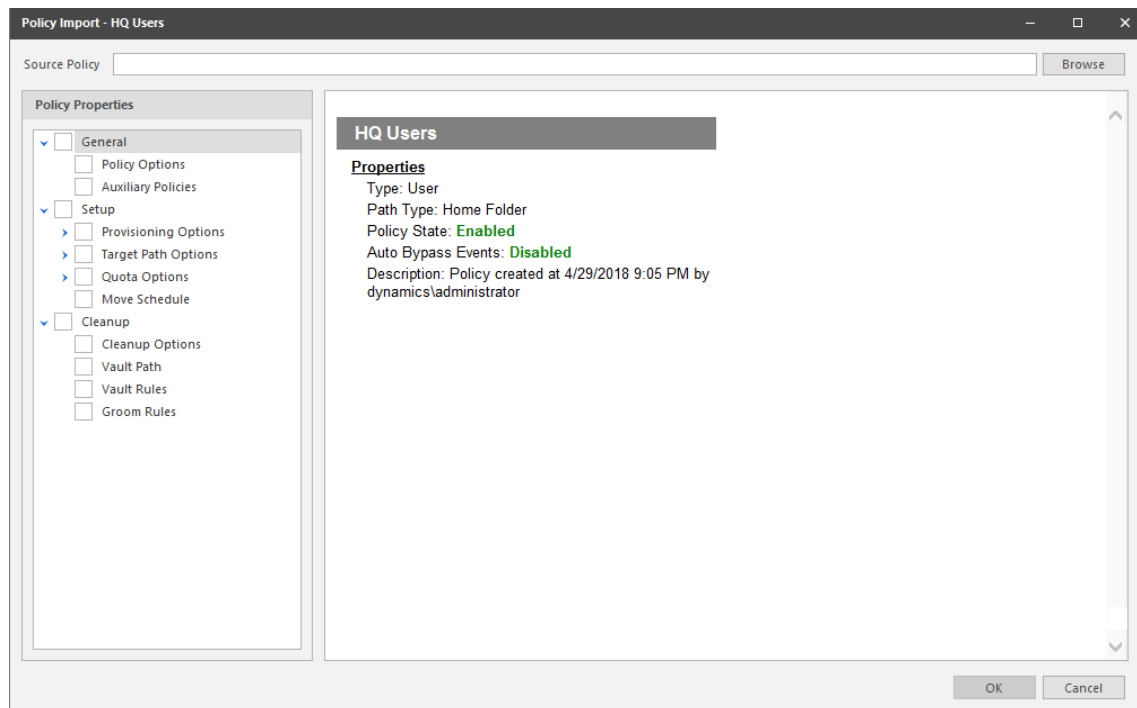 Policy Import - HQ Users
Source Policy
Browse
Policy Properties
General
Policy Options
Auxiliary Policies
Setup
Provisioning Options
Target Path Options
Quota Options
Move Schedule
Cleanup
Cleanup Options
Vault Path
Vault Rules
Groom Rules
HQ Users
Properties
Type: User
Path Type: Home Folder
Policy State: Enabled
Auto Bypass Events: Disabled
Description: Policy created at 4/29/2018 9:05 PM by
dynamics\administrator
OK
Cancel